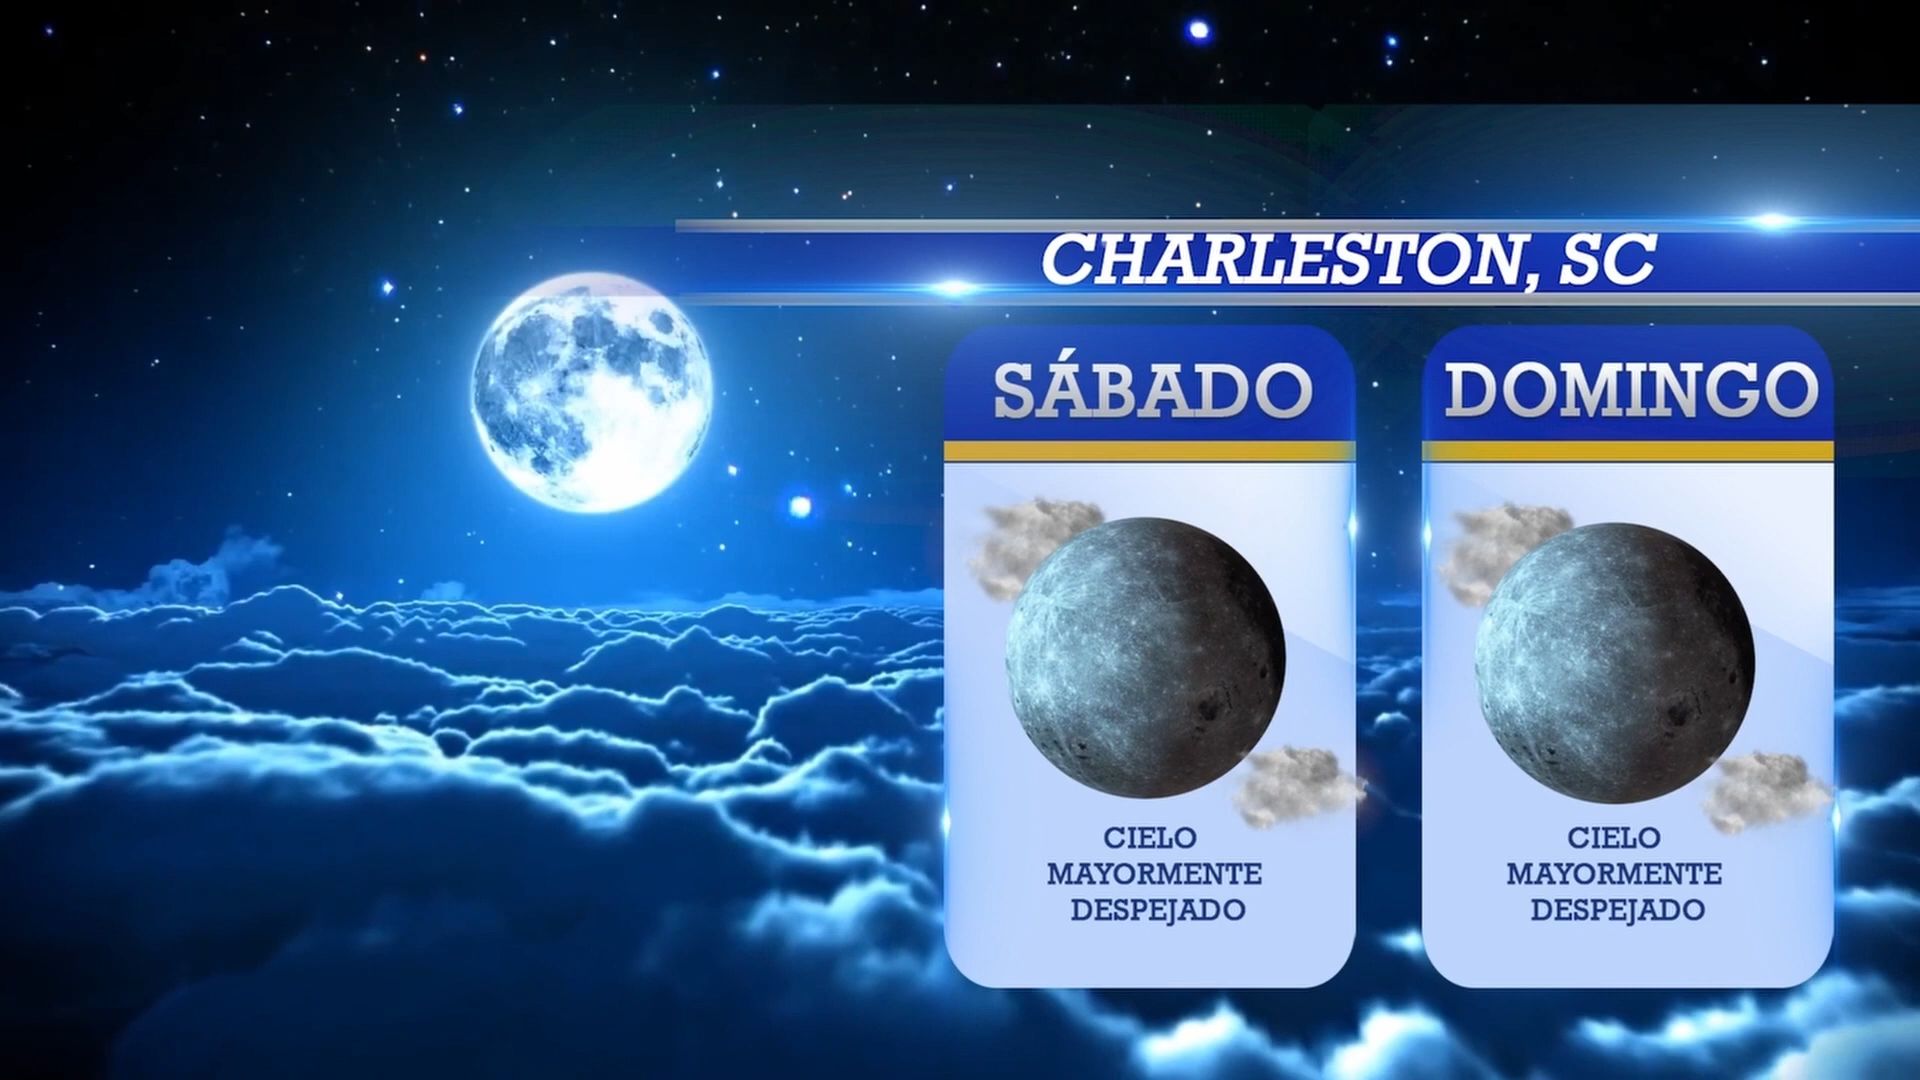 CHARLESTON, SC
SÁBADO
CIELO
MAYORMENTE
DESPEJADO
DOMINGO
CIELO
MAYORMENTE
DESPEJADO